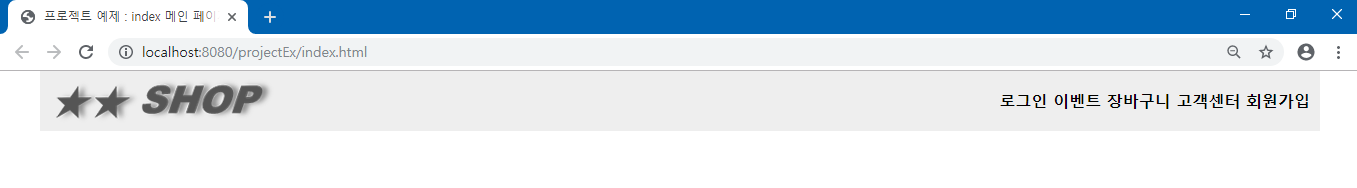 프로젝트 예제 : index 메인 페이
localhost:8080/projectEx/index.html
★★ SHOP
로그인 이벤트 장바구니 고객센터 회원가입